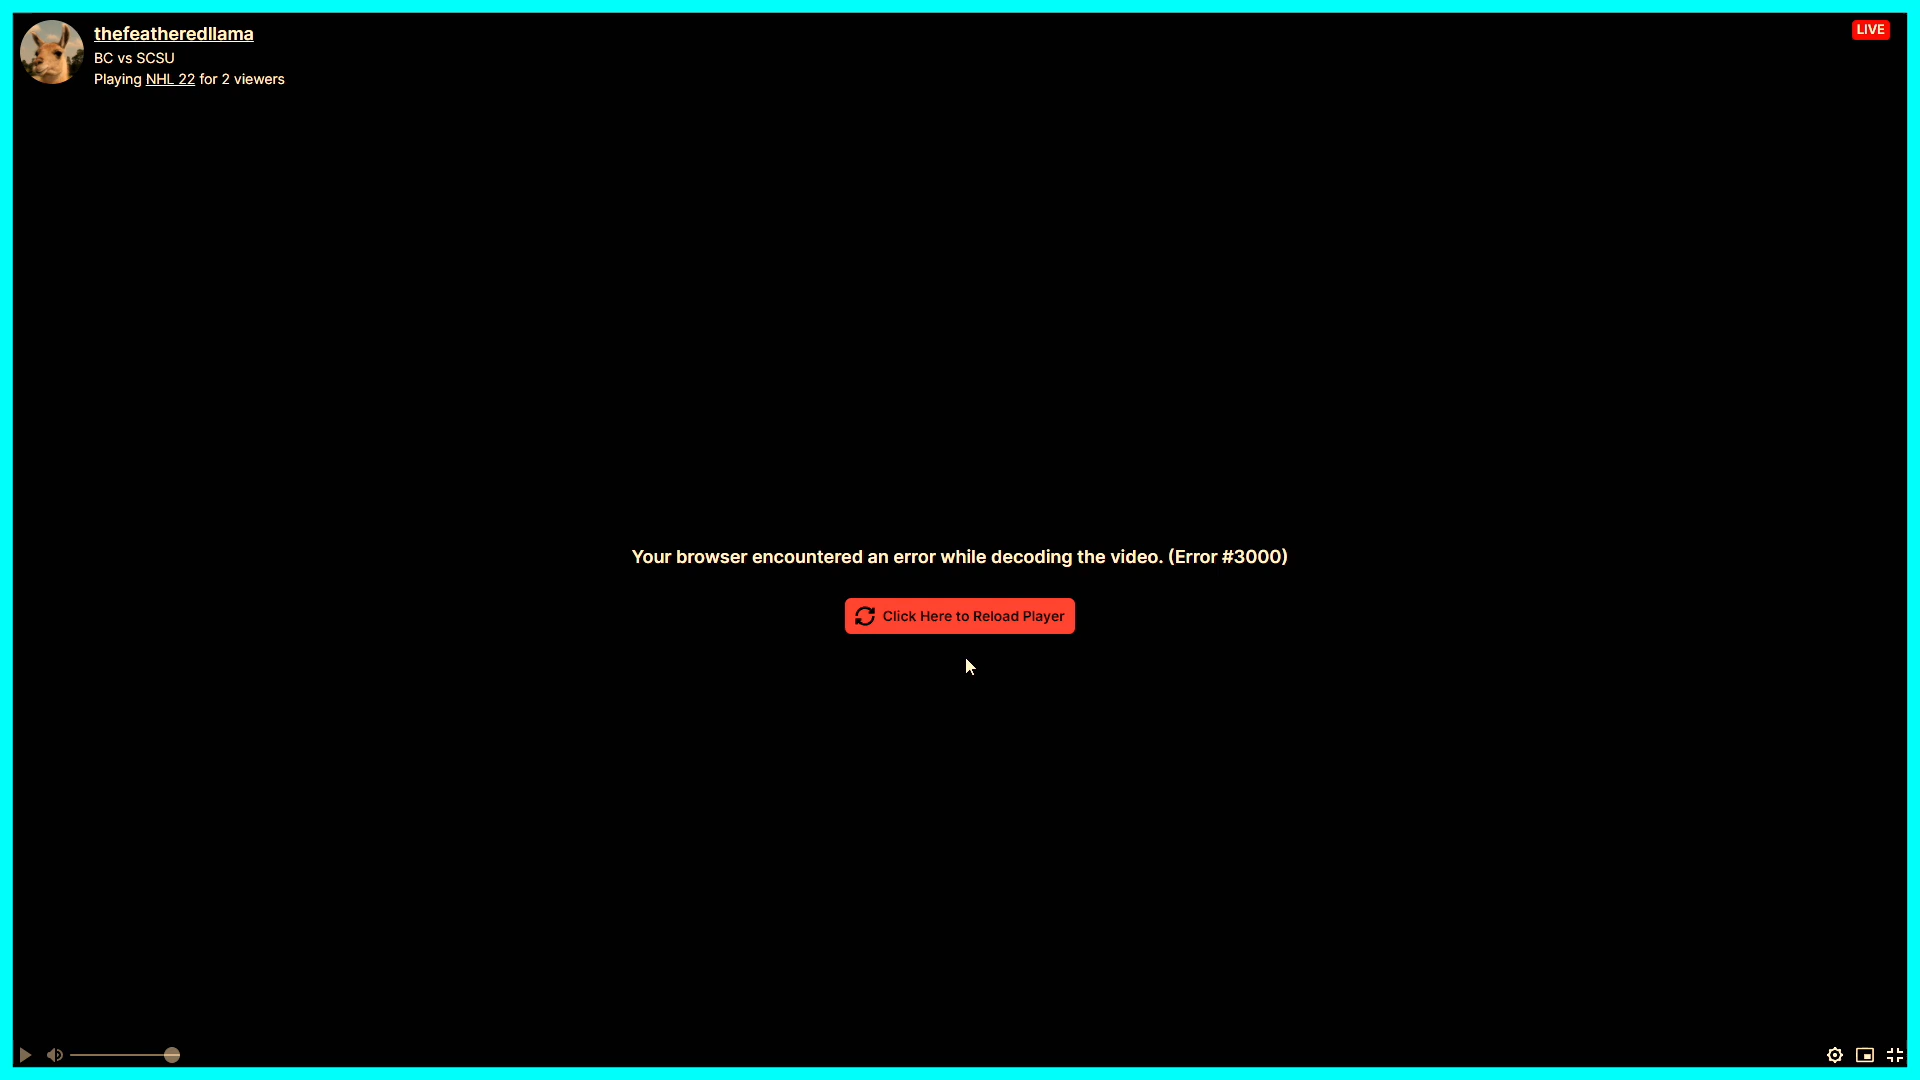 thefeatheredllama
BC vs SCSU
Playing NHL 22 for 2 viewers
LIVE
Your browser encountered an error while decoding the video. (Error #3000)
Click Here to Reload Player